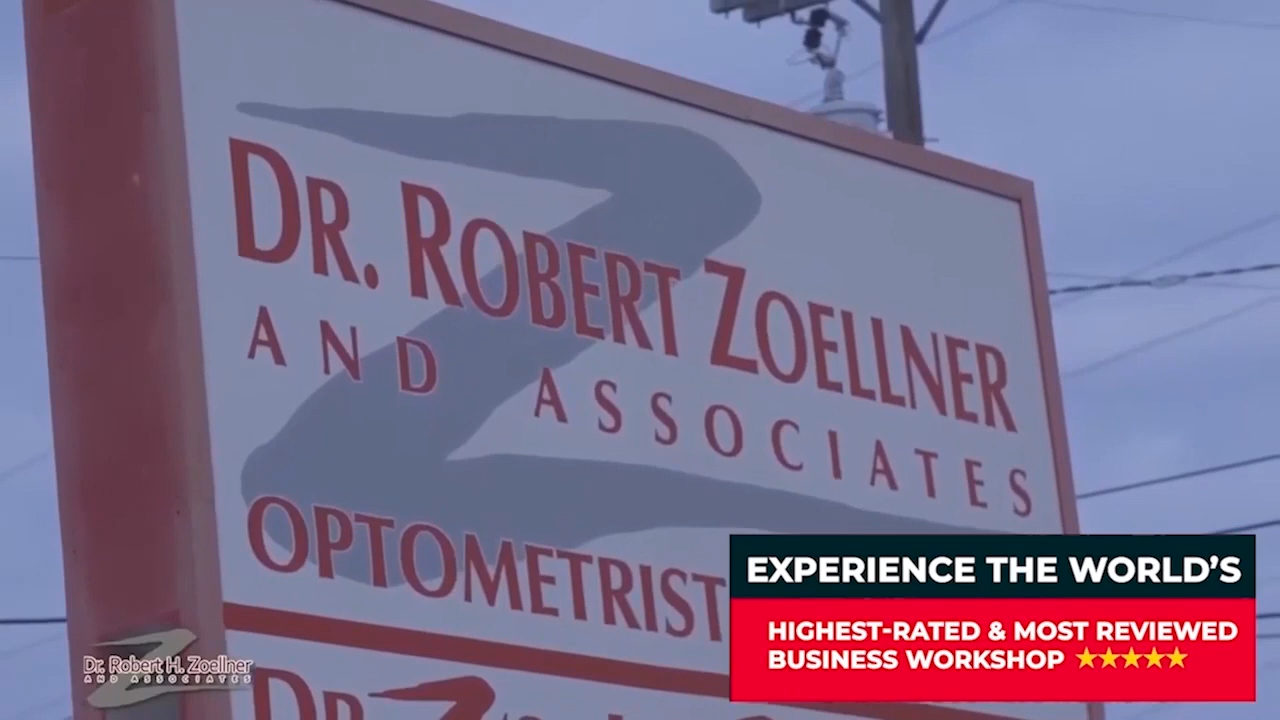 DR. ROBERT ZOELLNER
AND ASSOCIATES
OPTOMETRIST
EXPERIENCE THE WORLD'S
HIGHEST-RATED & MOST REVIEWED
BUSINESS WORKSHOP
Dr. Robert H. Zoellner
AND ASSOCIATES
DR.